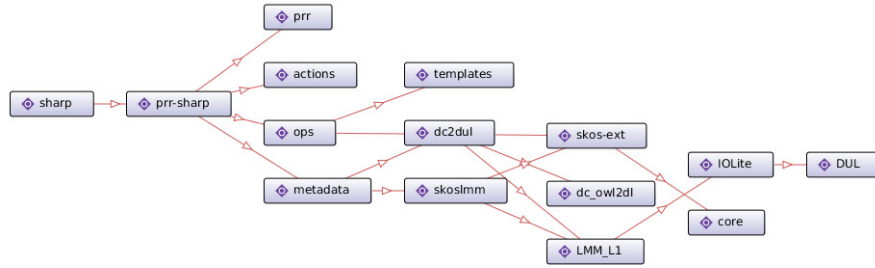 prr
actions
templates
sharp
prr-sharp
ops
dc2dul
skos-ext
IOLite
DUL
metadata
skoslmm
dc_owl2dl
core
LMM_L1